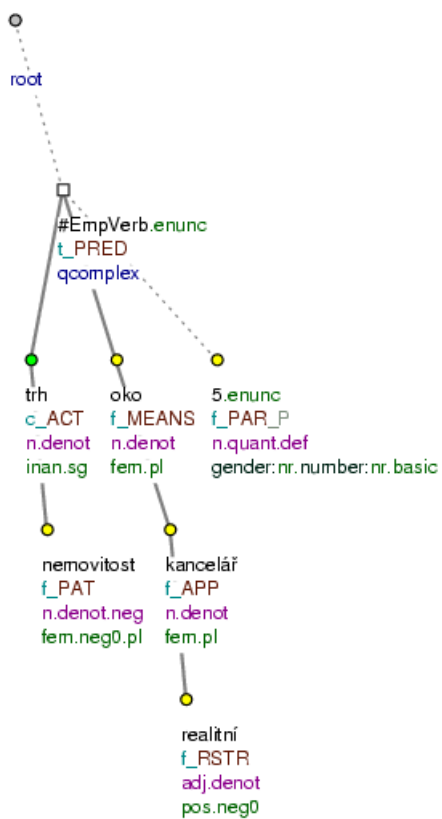 root
#EmpVerb.enunc
t_PRED
qcomplex
trh
c_ACT
n.denot
inan.sg
oko
f_MEANS
n.denot
fem.pl
5.enunc
f_PAR_P
n.quant.def
gender:nr.number:nr.basic
nemovitost
f_PAT
n.denot.neg
fem.neg0.pl
kancelář
f_APP
n.denot
fem.pl
realitní
f_RSTR
adj.denot
pos.neg0